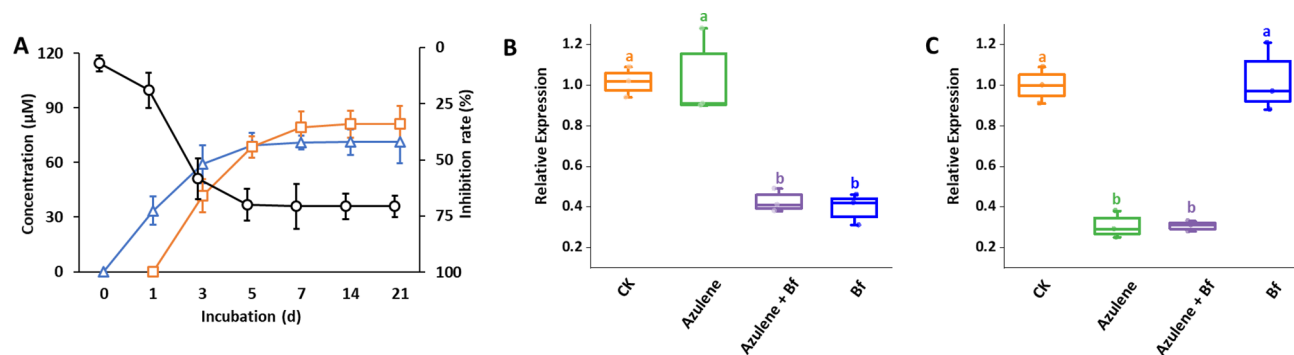 A
Concentration (µM)
120
90
60
30
0
0 1 3 5 7 14 21
Incubation (d)
0
25
50
75
100
Inhibition rate (%)
B
Relative Expression
1.2
1.0
0.8
0.6
0.4
0.2
a
a
b
b
CK
Azulene
Azulene + Bf
Bf
C
Relative Expression
1.2
1.0
0.8
0.6
0.4
0.2
a
b
b
a
CK
Azulene
Azulene + Bf
Bf